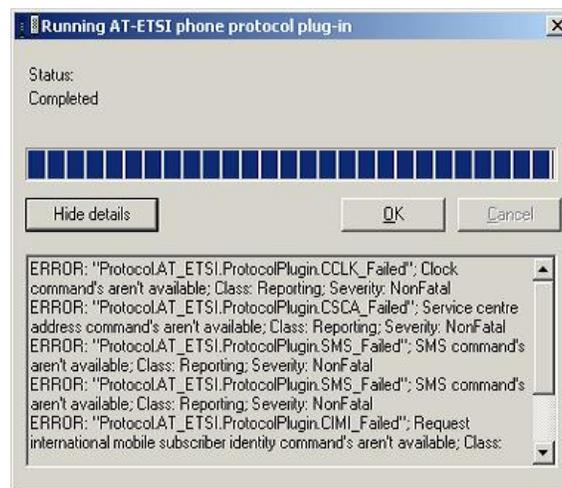 Running AT-ETSI phone protocol plug-in
Status:
Completed
Hide details
OK
Cancel
ERROR: "Protocol.AT_ETSI.ProtocolPlugin.CCLK_Failed"; Clock
command's aren't available; Class: Reporting; Severity: NonFatal
ERROR: "Protocol.AT_ETSI.ProtocolPlugin.CSCA_Failed"; Service centre
address command's aren't available; Class: Reporting; Severity: NonFatal
ERROR: "Protocol.AT_ETSI.ProtocolPlugin.SMS_Failed"; SMS command's
aren't available; Class: Reporting; Severity: NonFatal
ERROR: "Protocol.AT_ETSI.ProtocolPlugin.SMS_Failed"; SMS command's
aren't available; Class: Reporting; Severity: NonFatal
ERROR: "Protocol.AT_ETSI.ProtocolPlugin.CIMI_Failed"; Request
international mobile subscriber identity command's aren't available; Class: